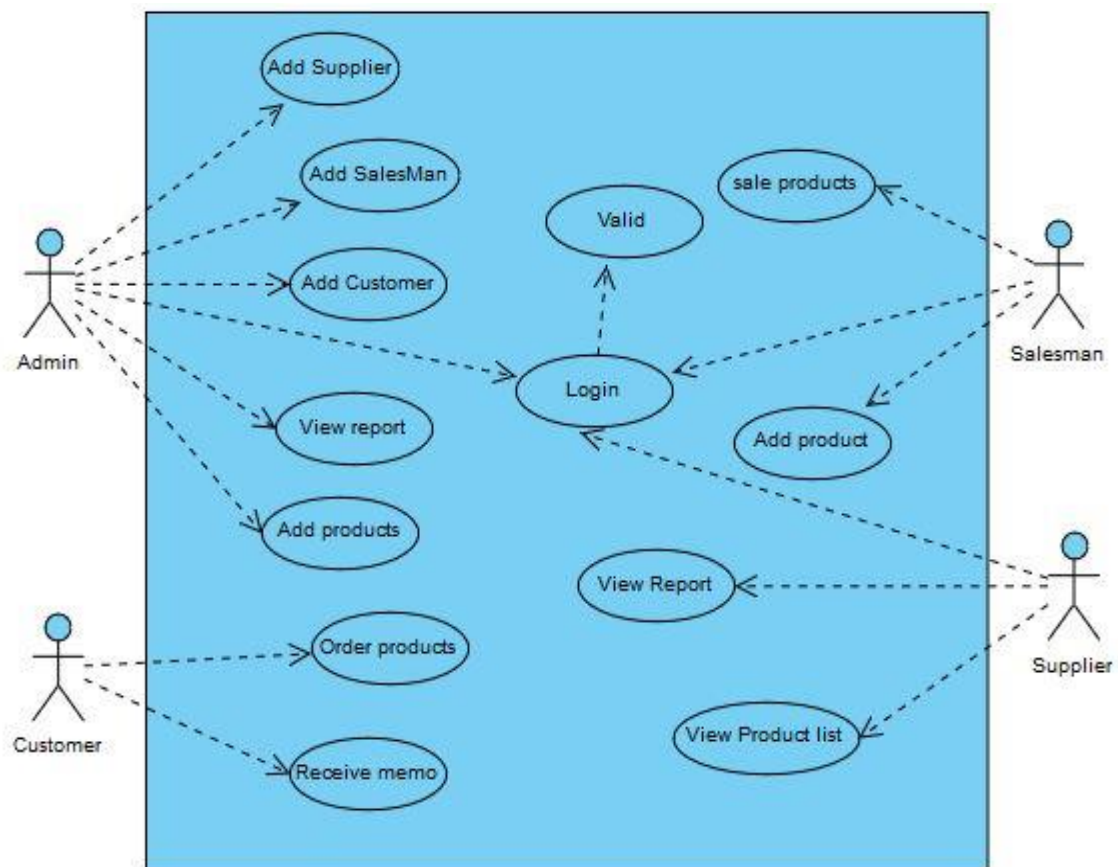 Add Supplier
Add SalesMan
sale products
Valid
Add Customer
Admin
Salesman
Login
View report
Add product
Add products
View Report
Order products
Supplier
Customer
View Product list
Receive memo